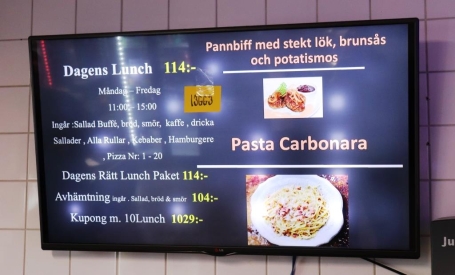 Dagens Lunch 114:-
Måndag - Fredag
11:00 - 15:00
Ingår :Sallad Buffè, bröd, smör, kaffe , dricka
Sallader , Alla Rullar , Kebaber , Hamburgere
, Pizza Nr: 1 - 20
Dagens Rätt Lunch Paket 114:-
Avhämtning ingår . Sallad, bröd & smör 104:-
Kupong m. 10Lunch 1029:-
Pannbiff med stekt lök, brunsås
och potatismos
Pasta Carbonara
Ju